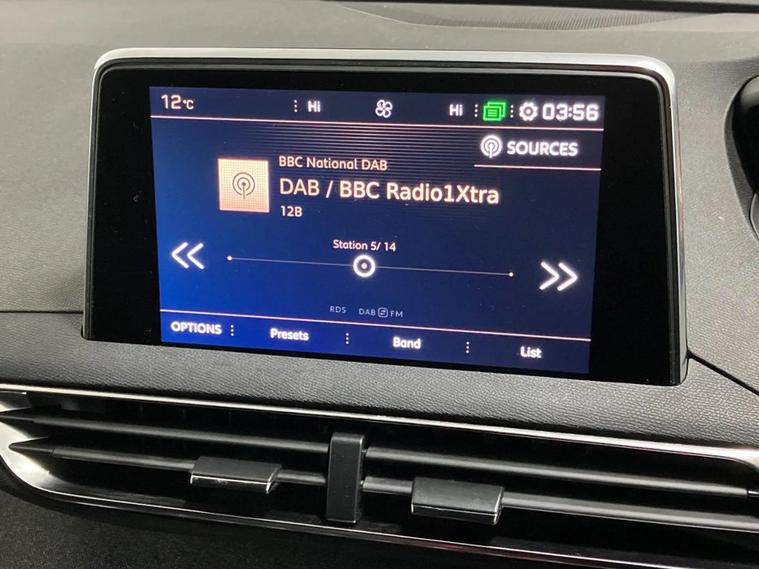 12°C Hi Hi 03:56
SOURCES
BBC National DAB
DAB / BBC Radio1Xtra
12B
Station 5/ 14
RDS DAB FM
OPTIONS Presets Band List